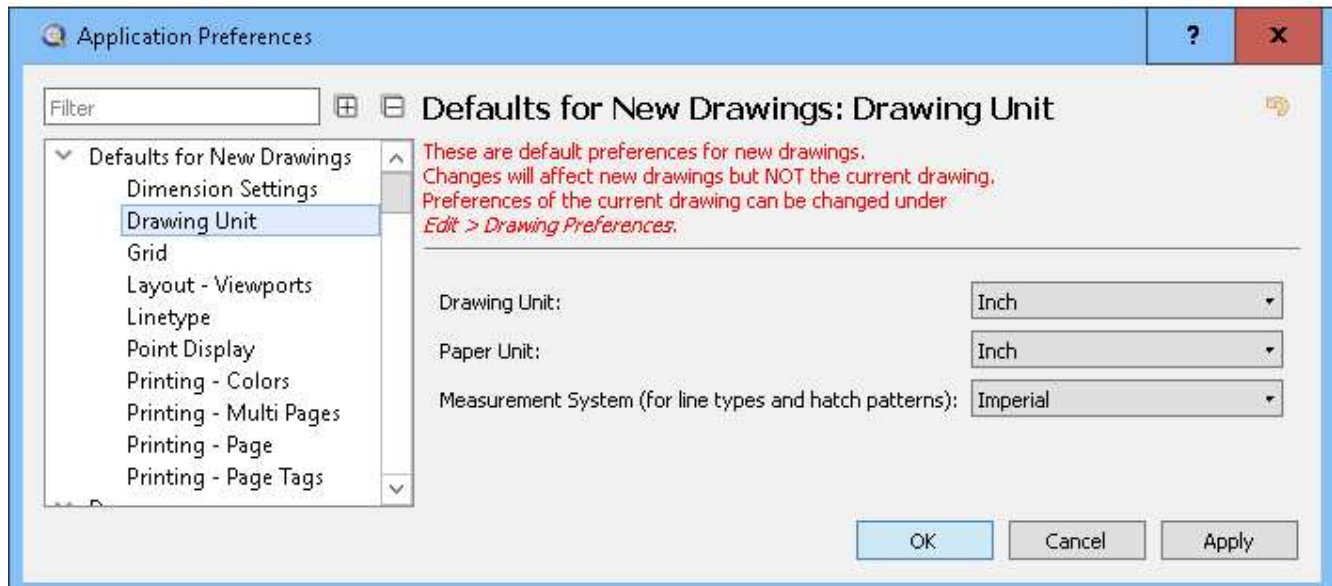 Application Preferences
?
x
Filter
Defaults for New Drawings: Drawing Unit
Defaults for New Drawings
Dimension Settings
Drawing Unit
Grid
Layout - Viewports
Linetype
Point Display
Printing - Colors
Printing - Multi Pages
Printing - Page
Printing - Page Tags
These are default preferences for new drawings.
Changes will affect new drawings but NOT the current drawing.
Preferences of the current drawing can be changed under
Edit > Drawing Preferences.
Drawing Unit: Inch
Paper Unit: Inch
Measurement System (for line types and hatch patterns): Imperial
OK Cancel Apply